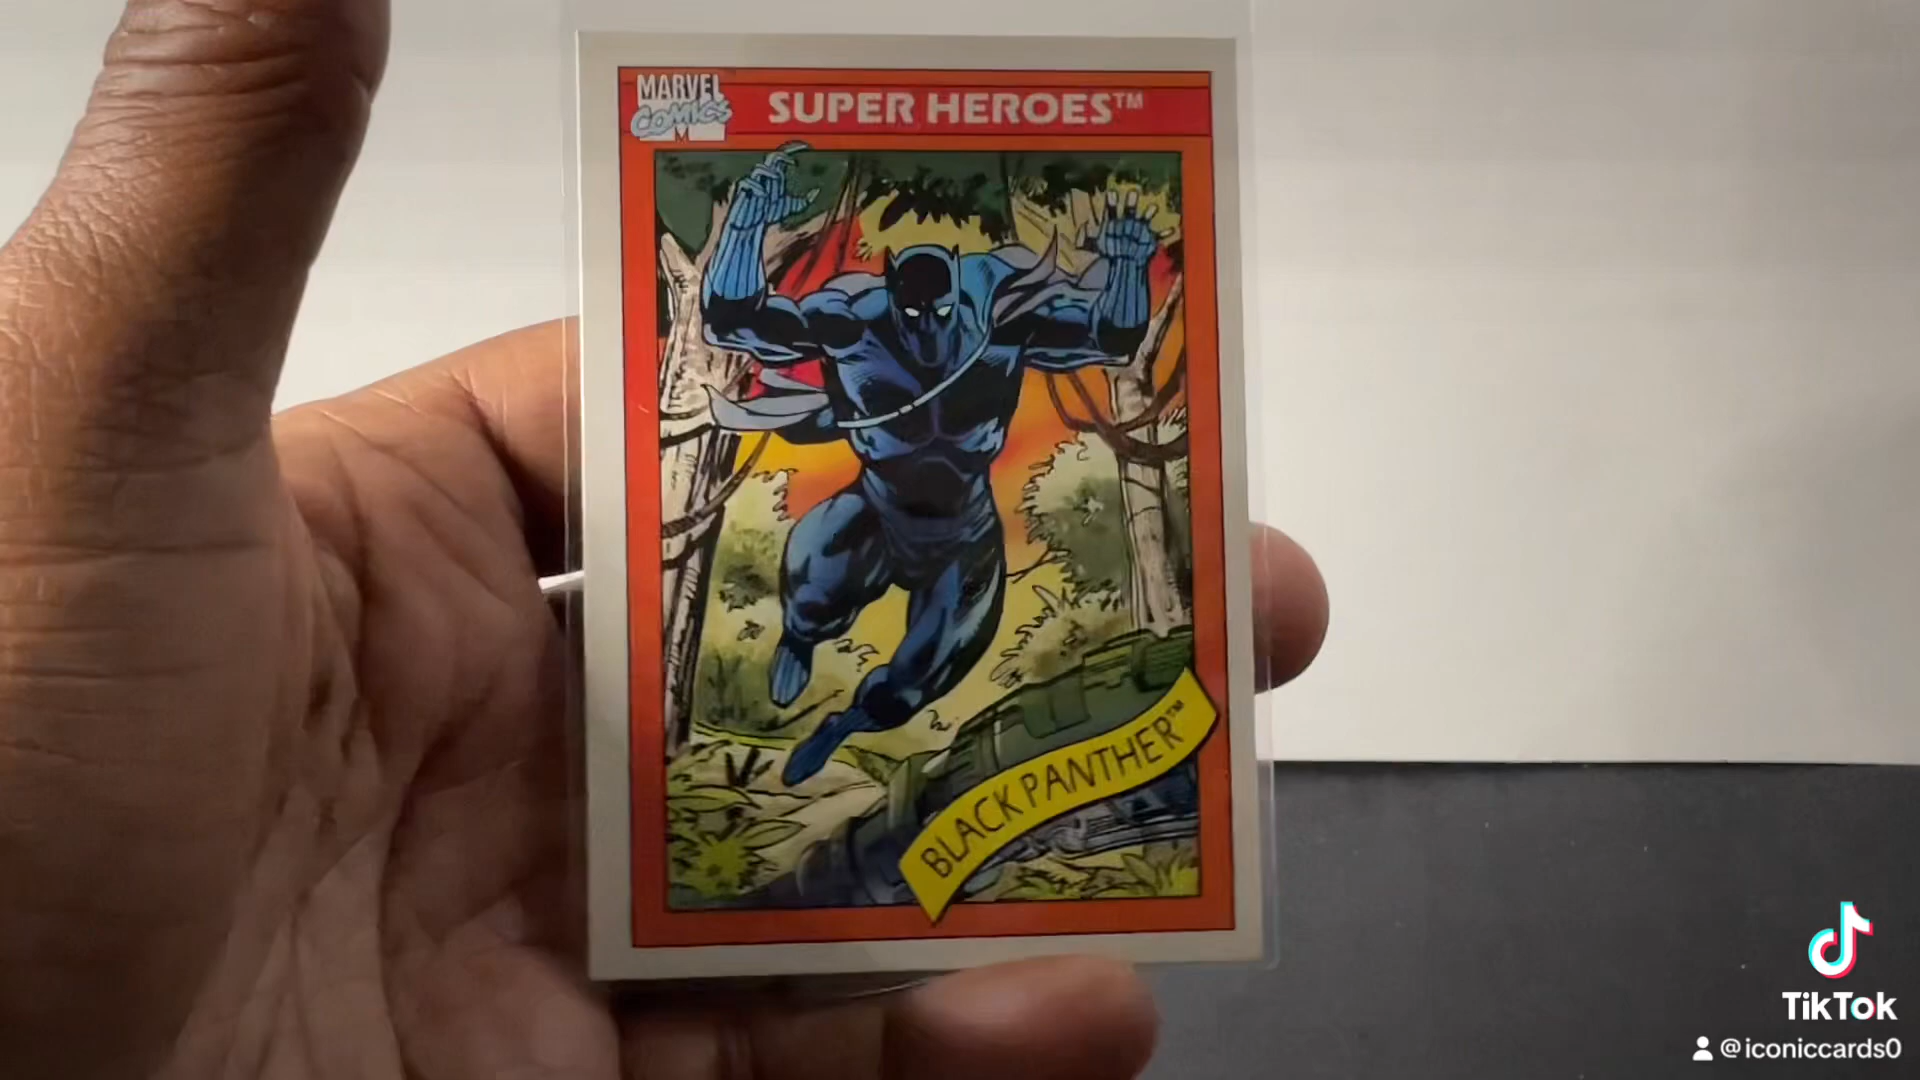 MARVEL
COMICS
SUPER HEROES™
BLACK PANTHER™
TikTok
@iconiccards0